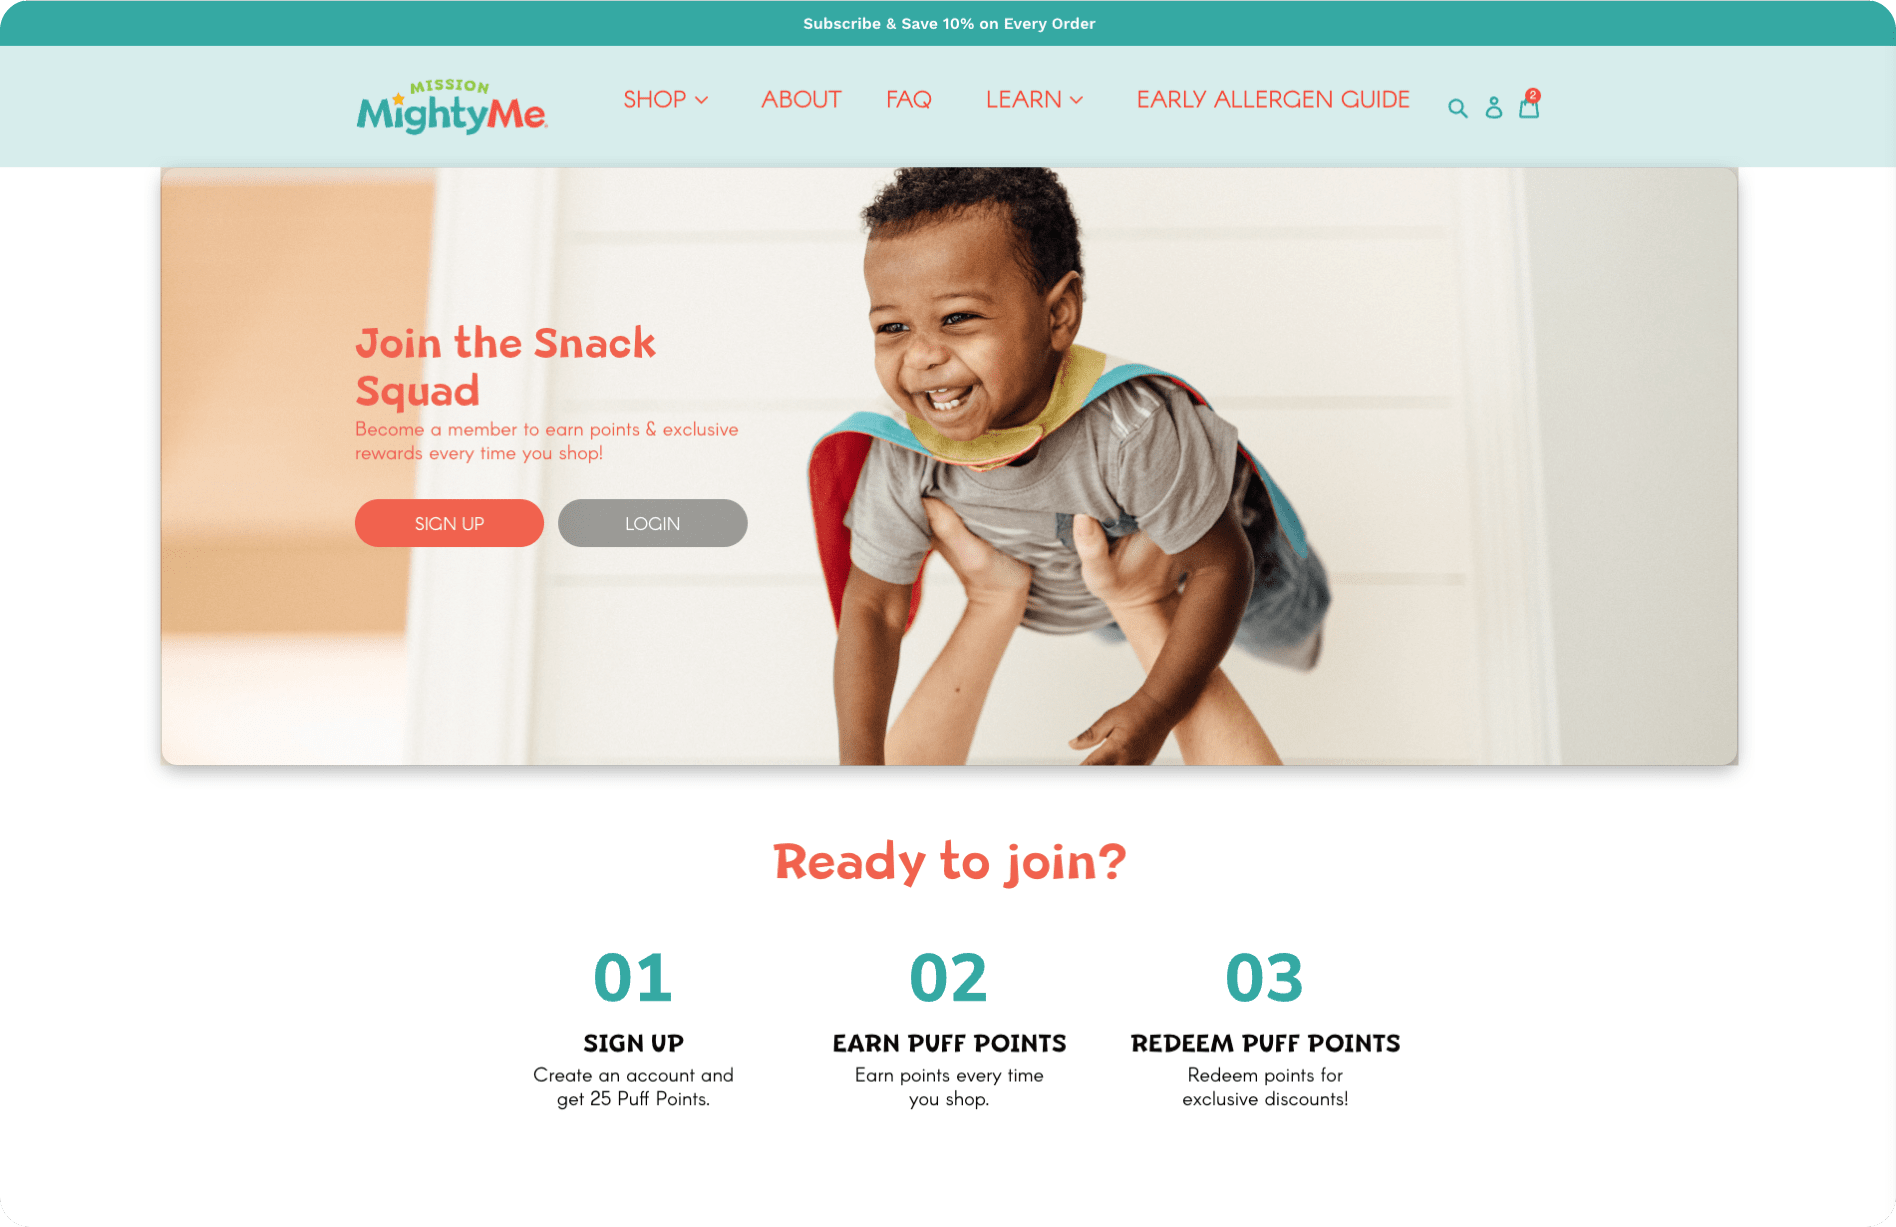 Subscribe & Save 10% on Every Order
MISSION
MightyMe
SHOP
ABOUT
FAQ
LEARN
EARLY ALLERGEN GUIDE
2
Join the Snack
Squad
Become a member to earn points & exclusive
rewards every time you shop!
SIGN UP
LOGIN
Ready to join?
01
02
03
SIGN UP
Create an account and
get 25 Puff Points.
EARN PUFF POINTS
Earn points every time
you shop.
REDEEM PUFF POINTS
Redeem points for
exclusive discounts!